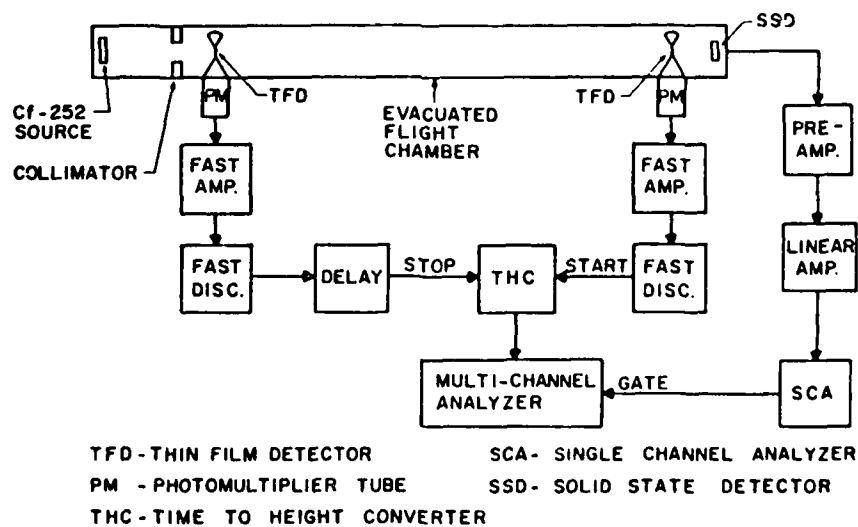 SSD
PM
TFD
TFD
PM
Cf-252
SOURCE
EVACUATED
FLIGHT
CHAMBER
COLLIMATOR
FAST
AMP.
FAST
AMP.
PRE-
AMP.
LINEAR
AMP.
FAST
DISC.
DELAY
STOP
THC
START
FAST
DISC.
MULTI-CHANNEL
ANALYZER
GATE
SCA
TFD - THIN FILM DETECTOR
SCA - SINGLE CHANNEL ANALYZER
PM - PHOTOMULTIPLIER TUBE
SSD - SOLID STATE DETECTOR
THC - TIME TO HEIGHT CONVERTER